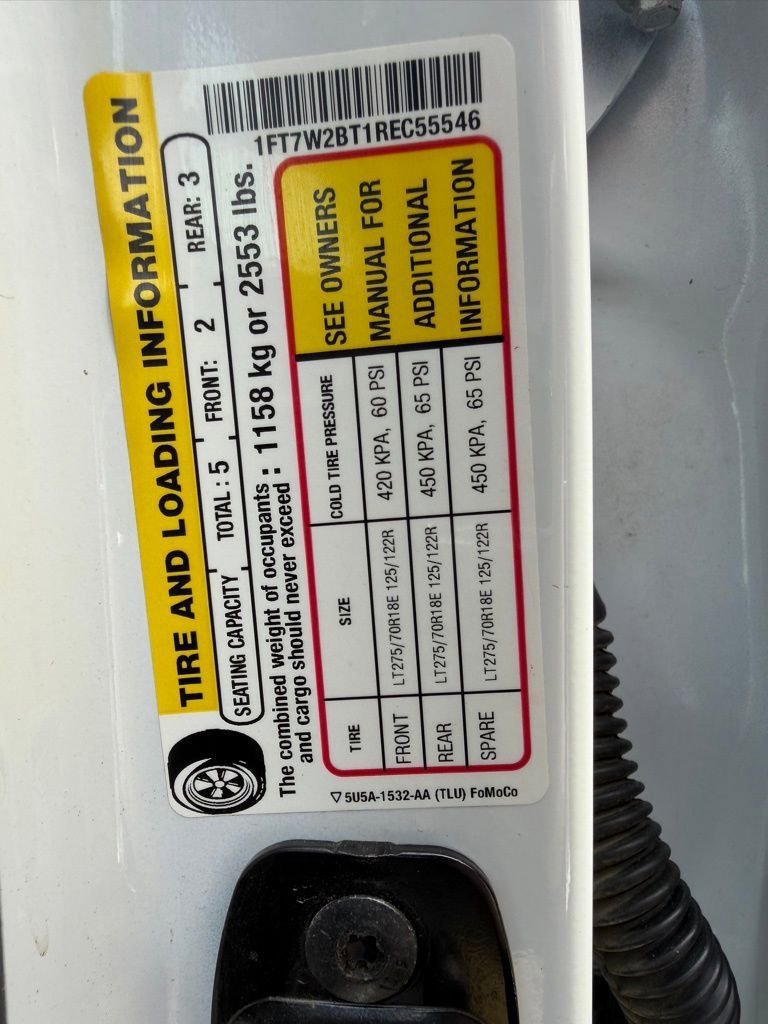 1FT7W2BT1REC55546
TIRE AND LOADING INFORMATION
SEATING CAPACITY TOTAL : 5 FRONT: 2 REAR: 3
The combined weight of occupants
and cargo should never exceed : 1158 kg or 2553 lbs.
TIRE SIZE COLD TIRE PRESSURE
FRONT LT275/70R18E 125/122R 420 KPA, 60 PSI
REAR LT275/70R18E 125/122R 450 KPA, 65 PSI
SPARE LT275/70R18E 125/122R 450 KPA, 65 PSI
SEE OWNERS
MANUAL FOR
ADDITIONAL
INFORMATION
5U5A-1532-AA (TLU) FoMoCo